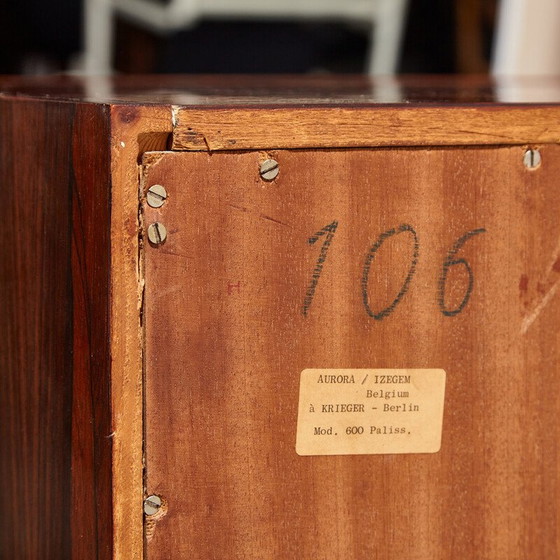 106
AURORA / IZEGEM
Belgium
à KRIEGER - Berlin
Mod. 600 Paliss.